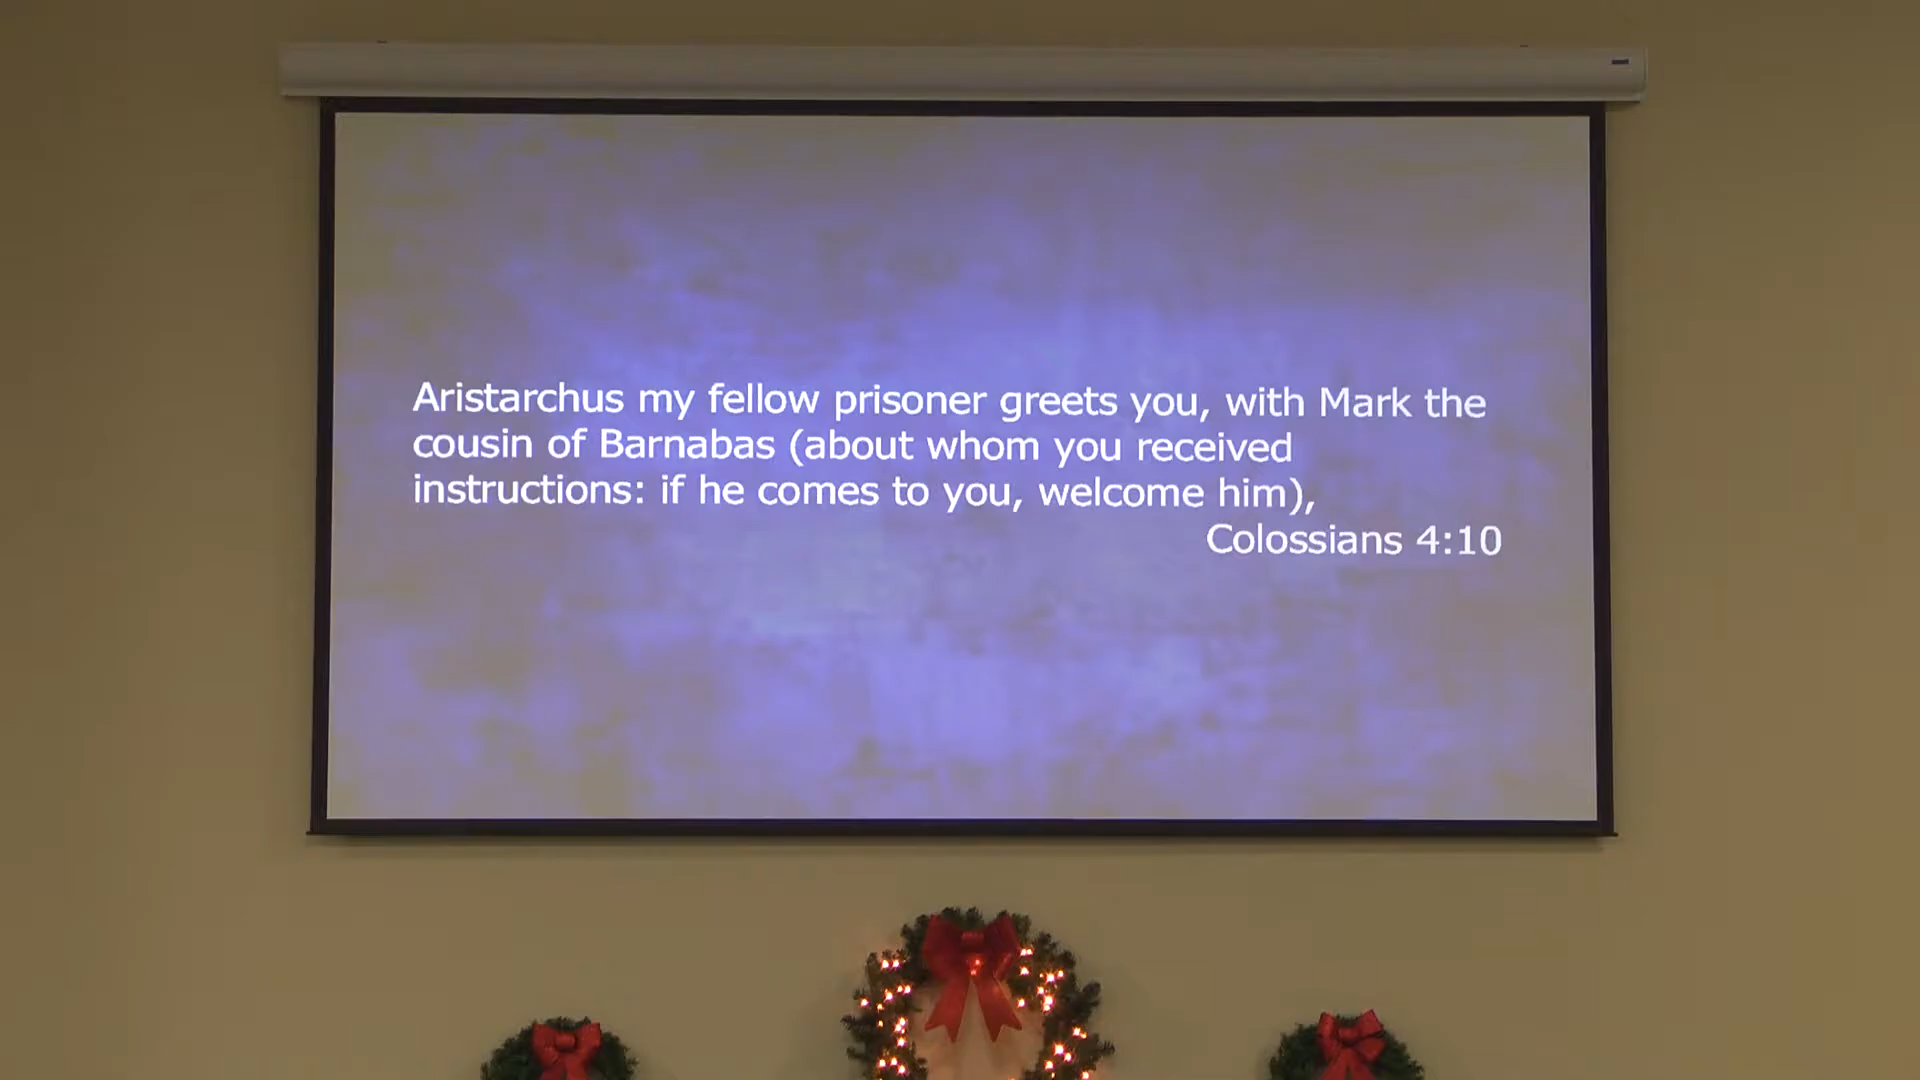 Aristarchus my fellow prisoner greets you, with Mark the
cousin of Barnabas (about whom you received
instructions: if he comes to you, welcome him),
Colossians 4:10